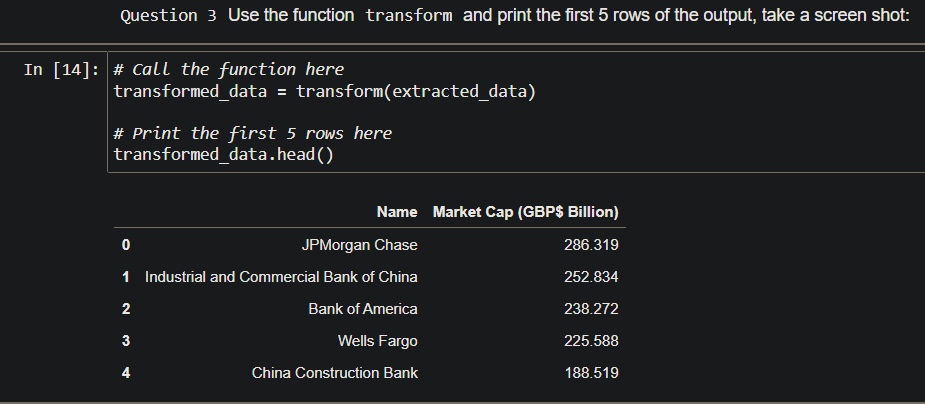 Question 3 Use the function transform and print the first 5 rows of the output, take a screen shot:
In [14]: # Call the function here
transformed_data = transform(extracted_data)
# Print the first 5 rows here
transformed_data.head()
Name Market Cap (GBP$ Billion)
0 JPMorgan Chase 286.319
1 Industrial and Commercial Bank of China 252.834
2 Bank of America 238.272
3 Wells Fargo 225.588
4 China Construction Bank 188.519